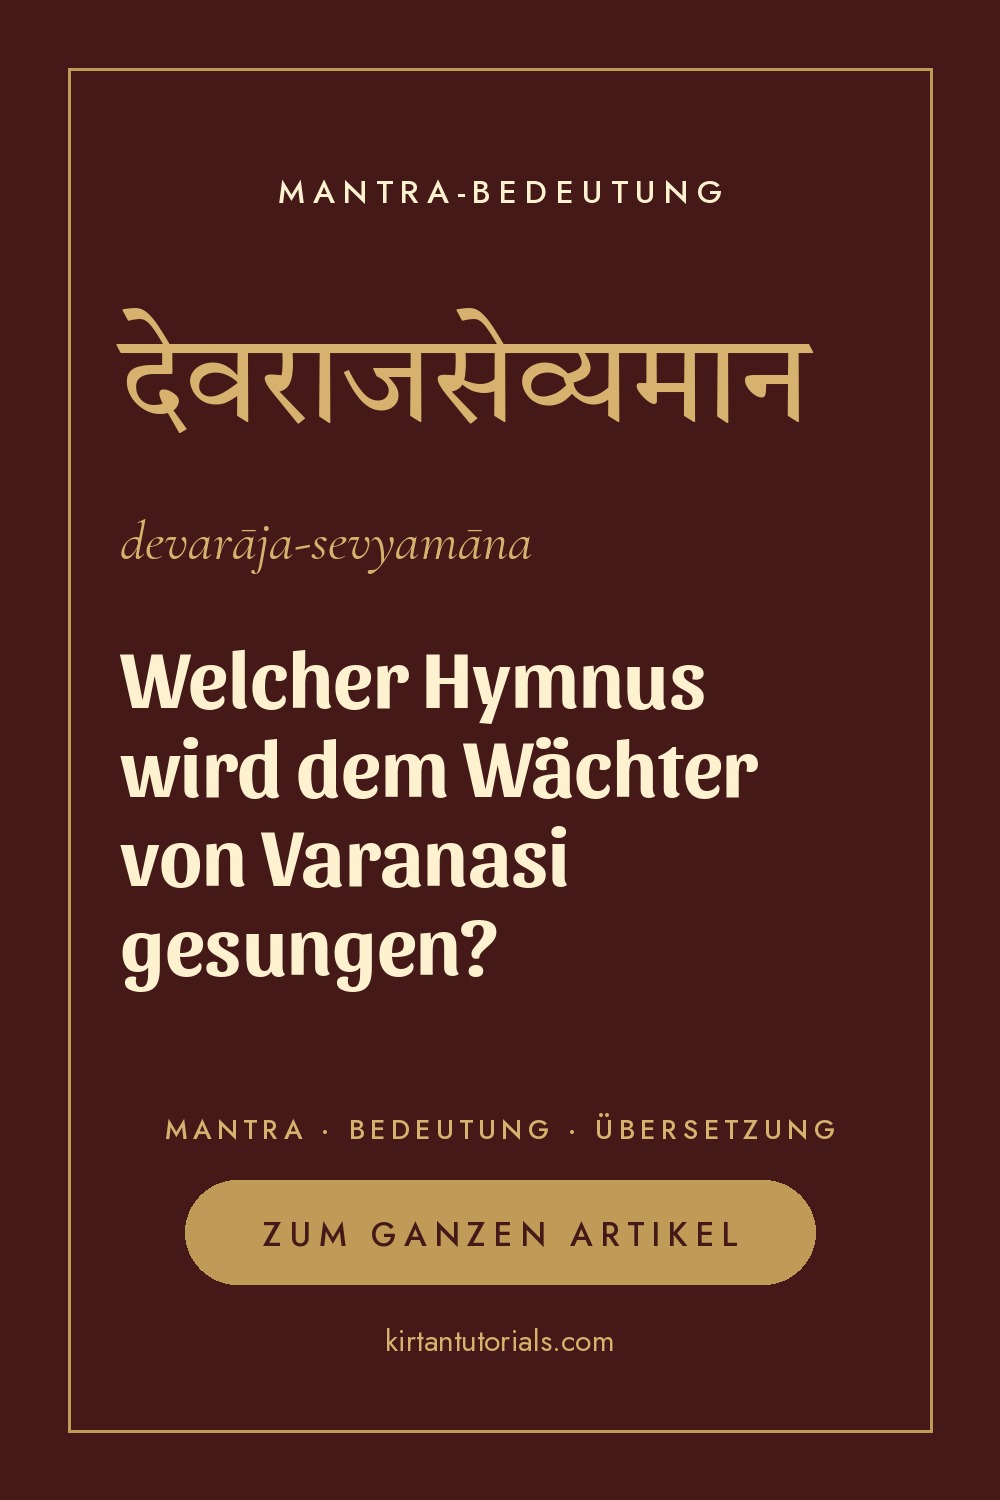 MANTRA-BEDEUTUNG
देवराजसेव्यमान
devarāja-sevyamāna
Welcher Hymnus
wird dem Wächter
von Varanasi
gesungen?
MANTRA · BEDEUTUNG · ÜBERSETZUNG
ZUM GANZEN ARTIKEL
kirtantutorials.com